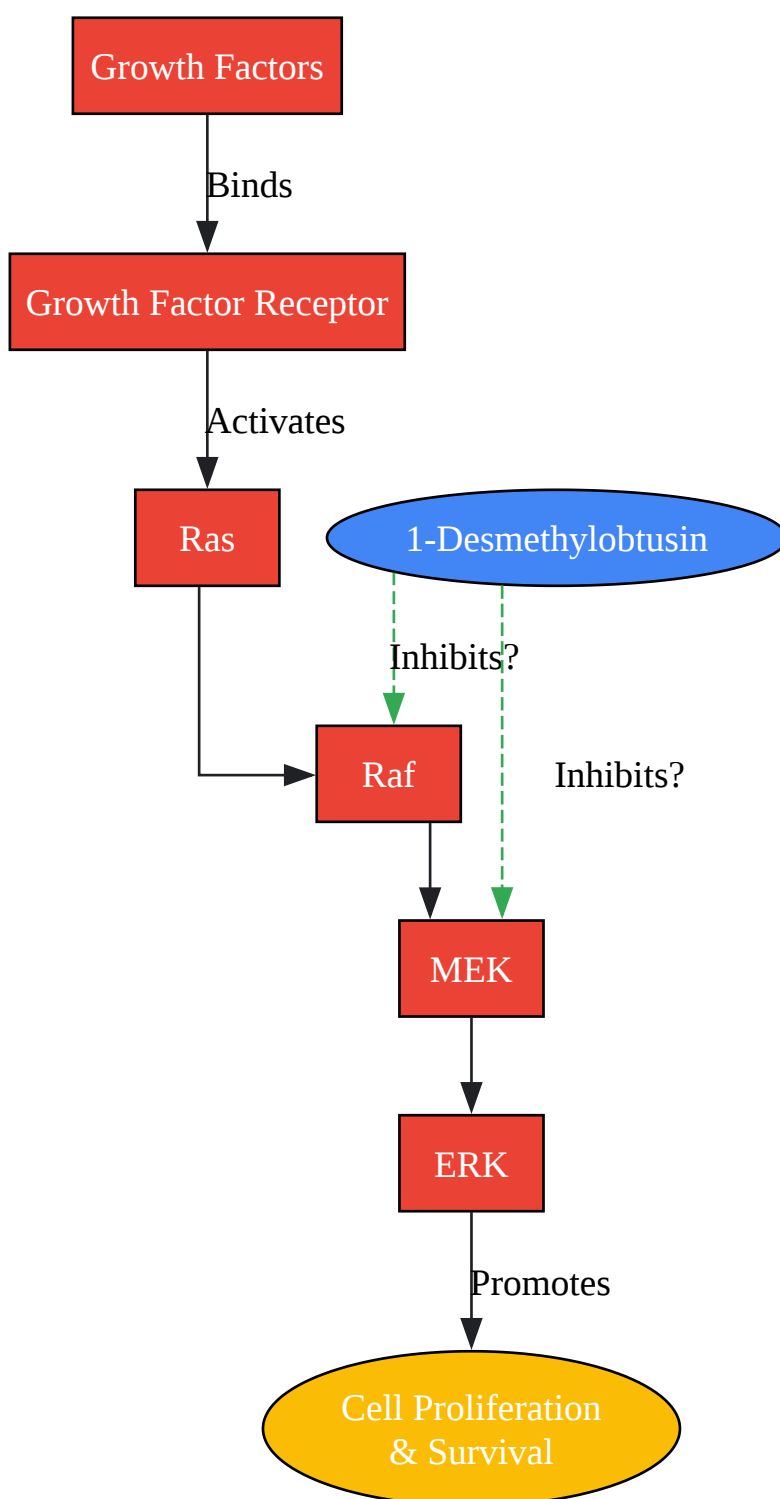 Growth Factors
Binds
Growth Factor Receptor
Activates
Ras
1-Desmethylobtusin
Inhibits?
Raf
Inhibits?
MEK
ERK
Promotes
Cell Proliferation
& Survival